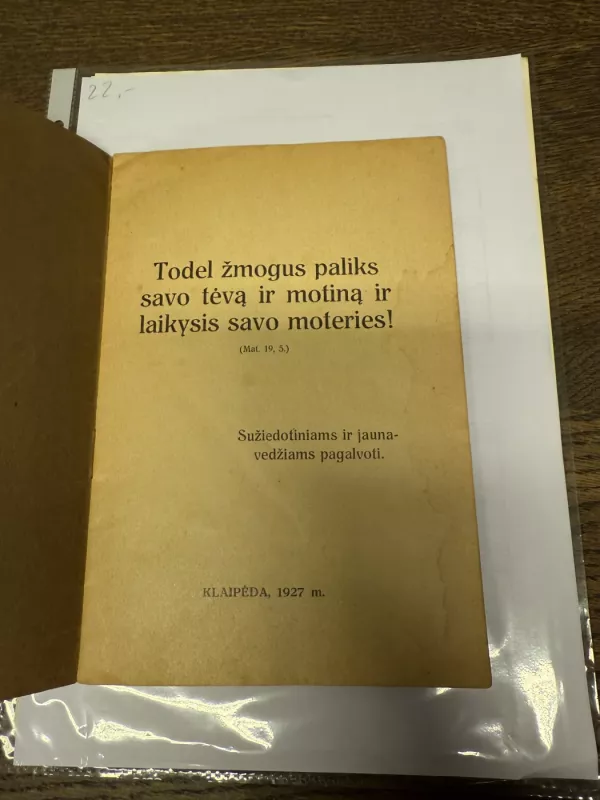 22,-
Todel žmogus paliks
savo tėvą ir motiną ir
laikysis savo moteries!
(Mat. 19, 5.)
Sužiedotiniams ir jauna-
vedžiams pagalvoti.
KLAIPĖDA, 1927 m.